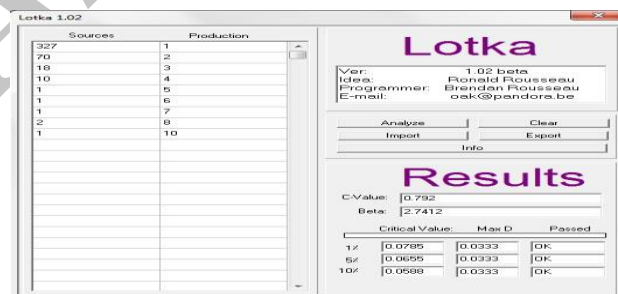 Lotka 1.02
Sources Production
327 1
70 2
18 3
10 4
1 5
1 6
1 7
2 8
1 10
Lotka
Ver: 1.02 beta
Idea: Ronald Rousseau
Programmer: Brendan Rousseau
E-mail: oak@pandora.be
Analyze Clear
Import Export
Info
Results
C-Value: 0.792
Beta: 2.7412
Critical Value: Max D Passed
1% 0.0785 0.0333 OK
5% 0.0655 0.0333 OK
10% 0.0588 0.0333 OK